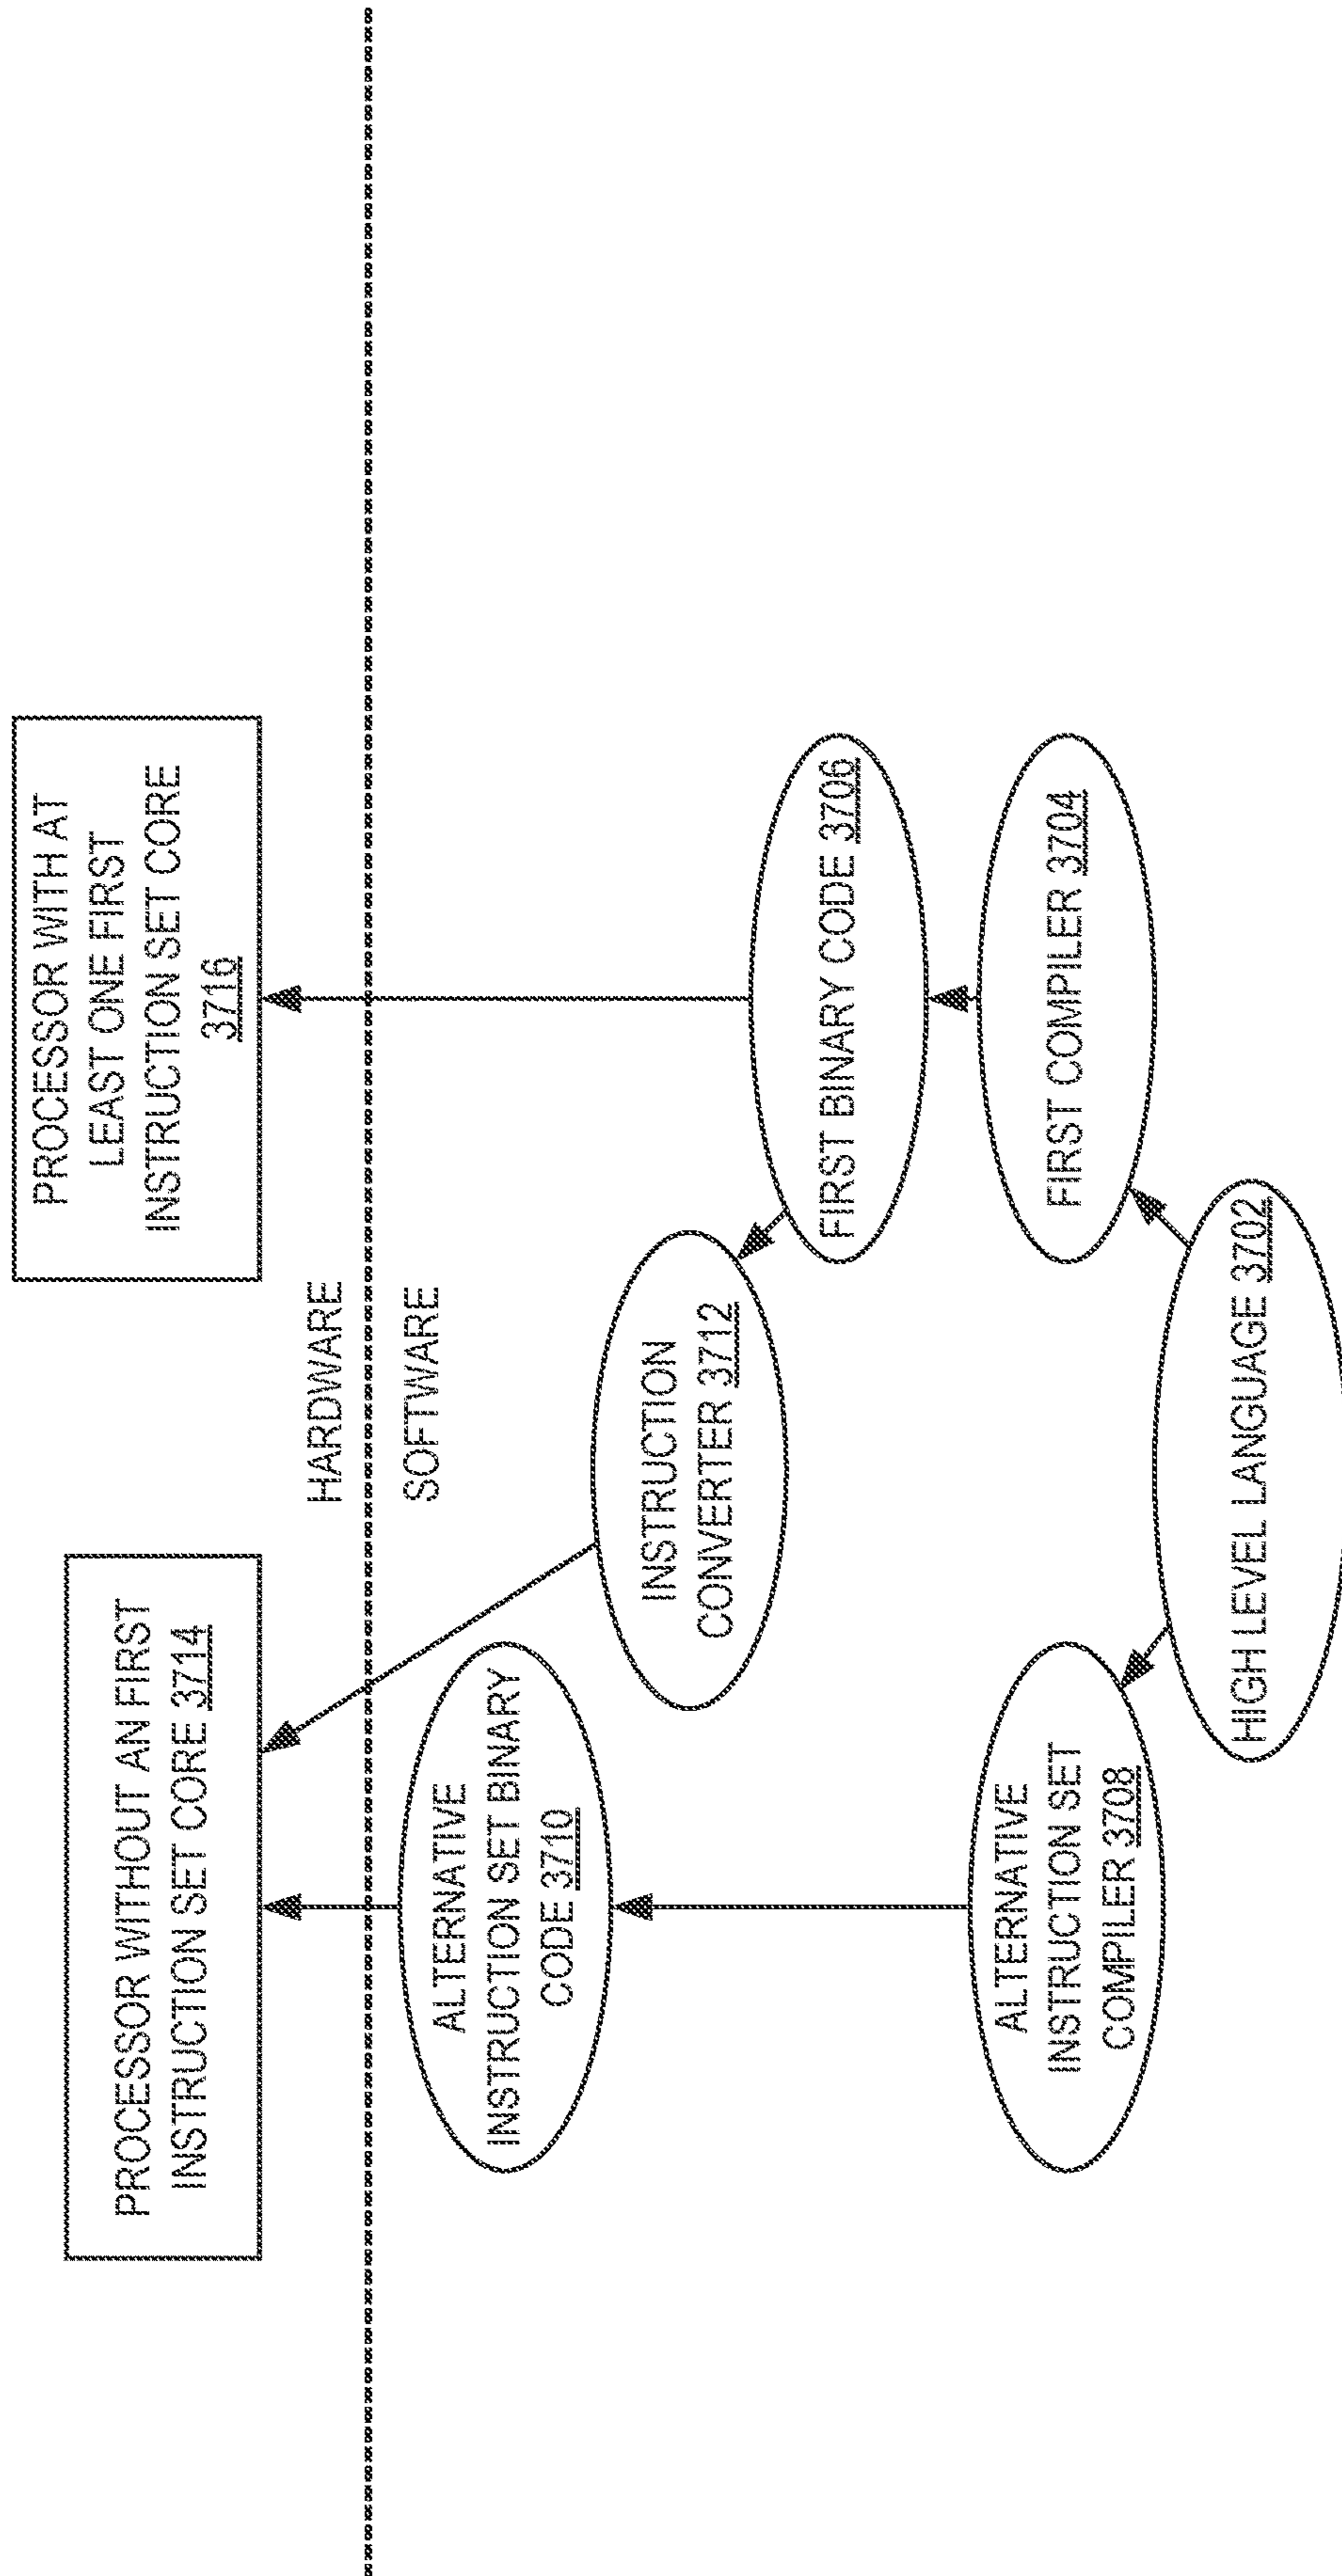 PROCESSOR WITHOUT AN FIRST
INSTRUCTION SET CORE 3714
PROCESSOR WITH AT
LEAST ONE FIRST
INSTRUCTION SET CORE
3716
HARDWARE
SOFTWARE
ALTERNATIVE
INSTRUCTION SET BINARY
CODE 3710
INSTRUCTION
CONVERTER 3712
FIRST BINARY CODE 3706
ALTERNATIVE
INSTRUCTION SET
COMPILER 3708
FIRST COMPILER 3704
HIGH LEVEL LANGUAGE 3702